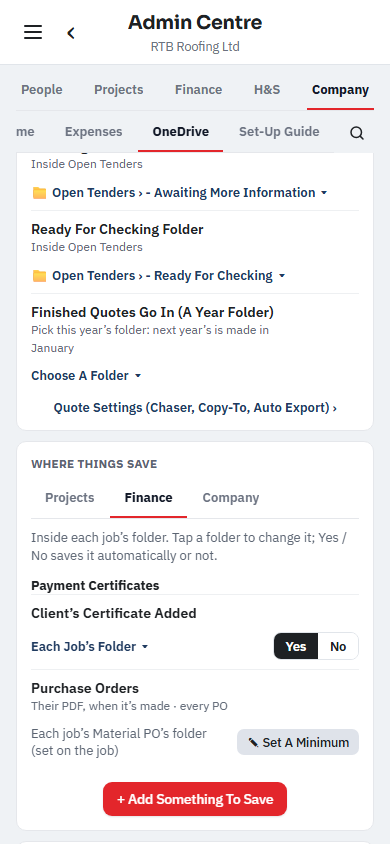 Admin Centre
RTB Roofing Ltd
People Projects Finance H&S Company
me Expenses OneDrive Set-Up Guide
Inside Open Tenders
Open Tenders › - Awaiting More Information
Ready For Checking Folder
Inside Open Tenders
Open Tenders › - Ready For Checking
Finished Quotes Go In (A Year Folder)
Pick this year’s folder: next year’s is made in
January
Choose A Folder
Quote Settings (Chaser, Copy-To, Auto Export) ›
WHERE THINGS SAVE
Projects Finance Company
Inside each job’s folder. Tap a folder to change it; Yes /
No saves it automatically or not.
Payment Certificates
Client’s Certificate Added
Each Job’s Folder Yes No
Purchase Orders
Their PDF, when it’s made · every PO
Each job’s Material PO’s folder
(set on the job)
Set A Minimum
+ Add Something To Save